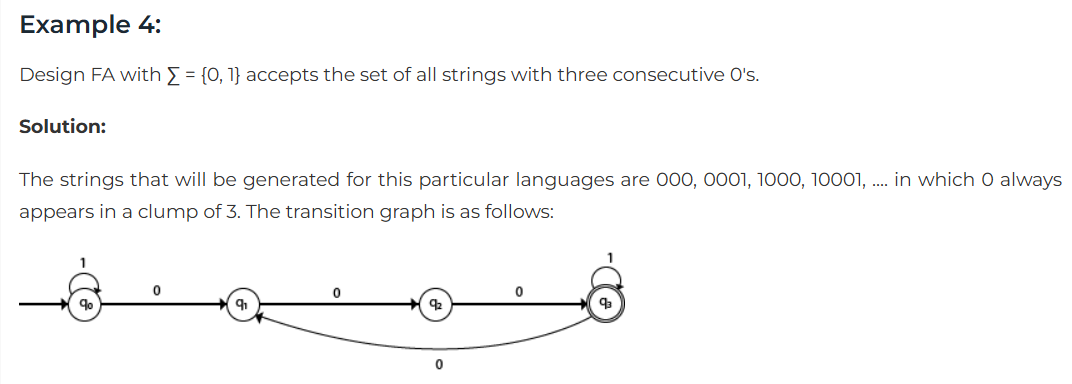 Example 4:
Design FA with ∑ = {0, 1} accepts the set of all strings with three consecutive 0's.
Solution:
The strings that will be generated for this particular languages are 000, 0001, 1000, 10001, .... in which 0 always
appears in a clump of 3. The transition graph is as follows:
1
1
0
0
0
q0
q1
q2
q3
0